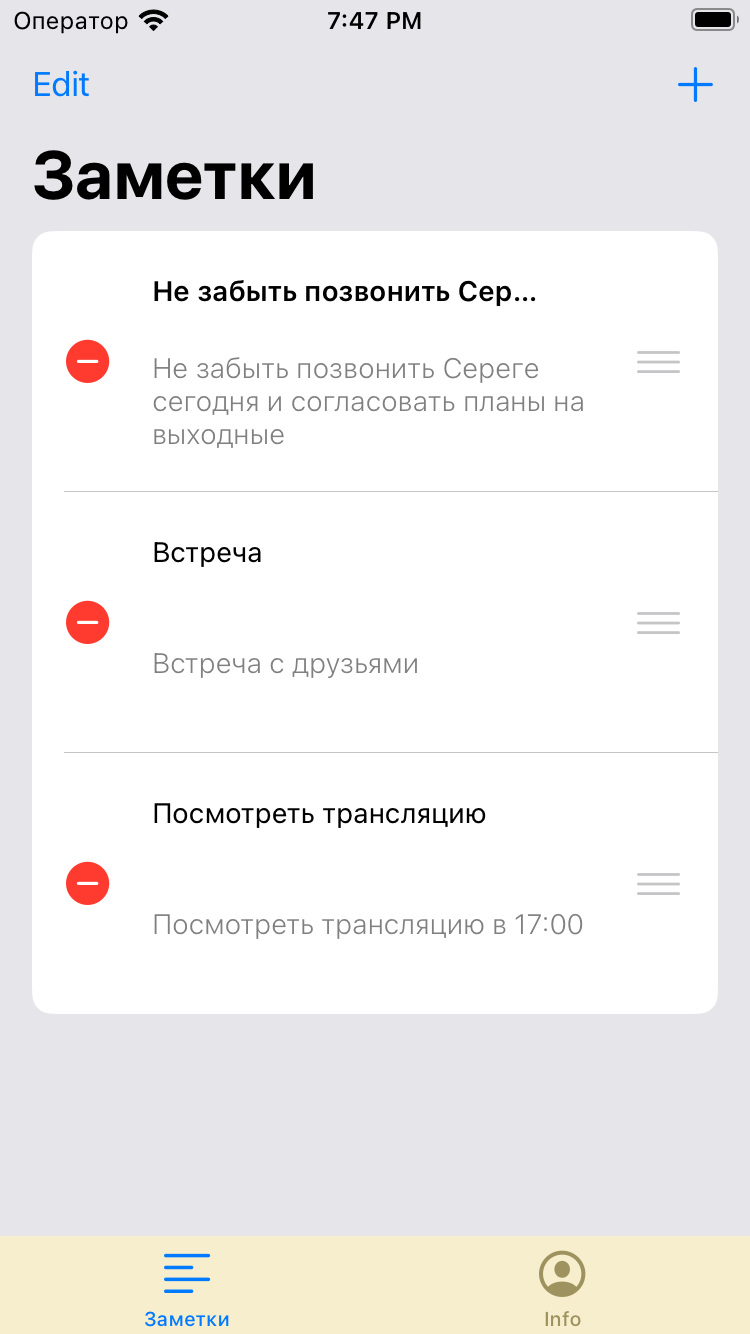 Оператор 7:47 PM
Edit
Заметки
Не забыть позвонить Сер...
Не забыть позвонить Сереге
сегодня и согласовать планы на
выходные
Встреча
Встреча с друзьями
Посмотреть трансляцию
Посмотреть трансляцию в 17:00
Заметки Info